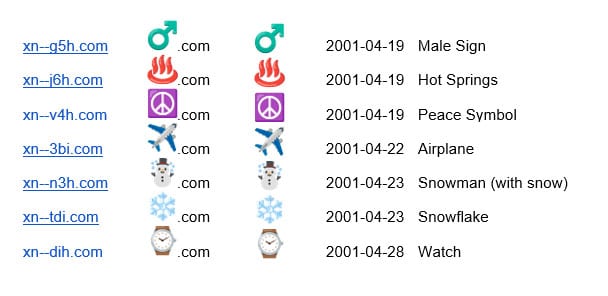 xn--g5h.com ♂.com ♂ 2001-04-19 Male Sign
xn--j6h.com ♨.com ♨ 2001-04-19 Hot Springs
xn--v4h.com ☮.com ☮ 2001-04-19 Peace Symbol
xn--3bi.com ✈.com ✈ 2001-04-22 Airplane
xn--n3h.com ☃.com ☃ 2001-04-23 Snowman (with snow)
xn--tdi.com ❄.com ❄ 2001-04-23 Snowflake
xn--dih.com ⌚.com ⌚ 2001-04-28 Watch